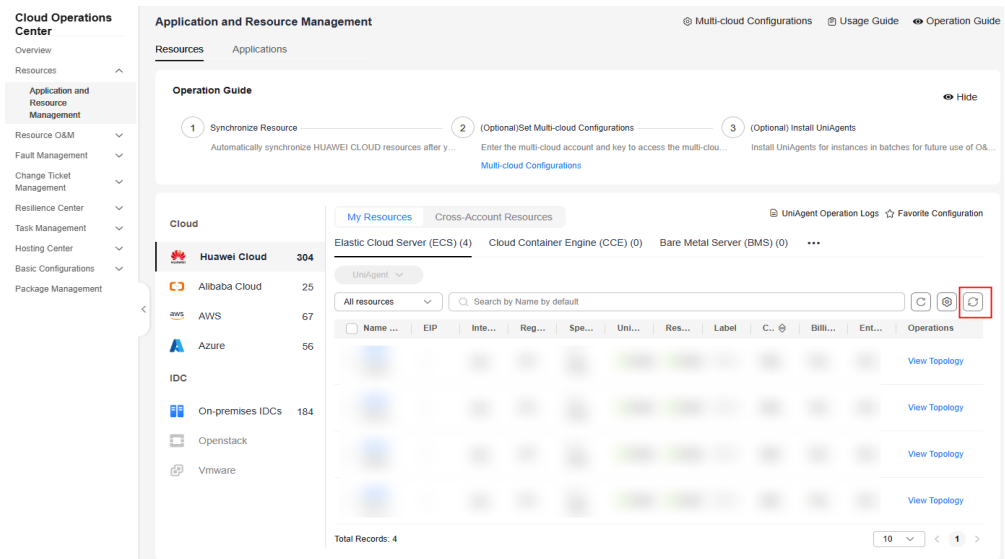 Cloud Operations
Center
Overview
Resources
Application and
Resource
Management
Resource O&M
Fault Management
Change Ticket
Management
Resilience Center
Task Management
Hosting Center
Basic Configurations
Package Management
Application and Resource Management
Multi-cloud Configurations
Usage Guide
Operation Guide
Resources
Applications
Operation Guide
Hide
1 Synchronize Resource
Automatically synchronize HUAWEI CLOUD resources after y...
2 (Optional)Set Multi-cloud Configurations
Enter the multi-cloud account and key to access the multi-clou...
Multi-cloud Configurations
3 (Optional) Install UniAgents
Install UniAgents for instances in batches for future use of O&...
Cloud
Huawei Cloud 304
Alibaba Cloud 25
aws AWS 67
Azure 56
IDC
On-premises IDCs 184
Openstack
Vmware
My Resources
Cross-Account Resources
UniAgent Operation Logs
Favorite Configuration
Elastic Cloud Server (ECS) (4)
Cloud Container Engine (CCE) (0)
Bare Metal Server (BMS) (0)
UniAgent
All resources
Search by Name by default
Name ... EIP Inte... Reg... Spe... Uni... Res... Label C... Billi... Ent... Operations
View Topology
View Topology
View Topology
View Topology
Total Records: 4
10
1